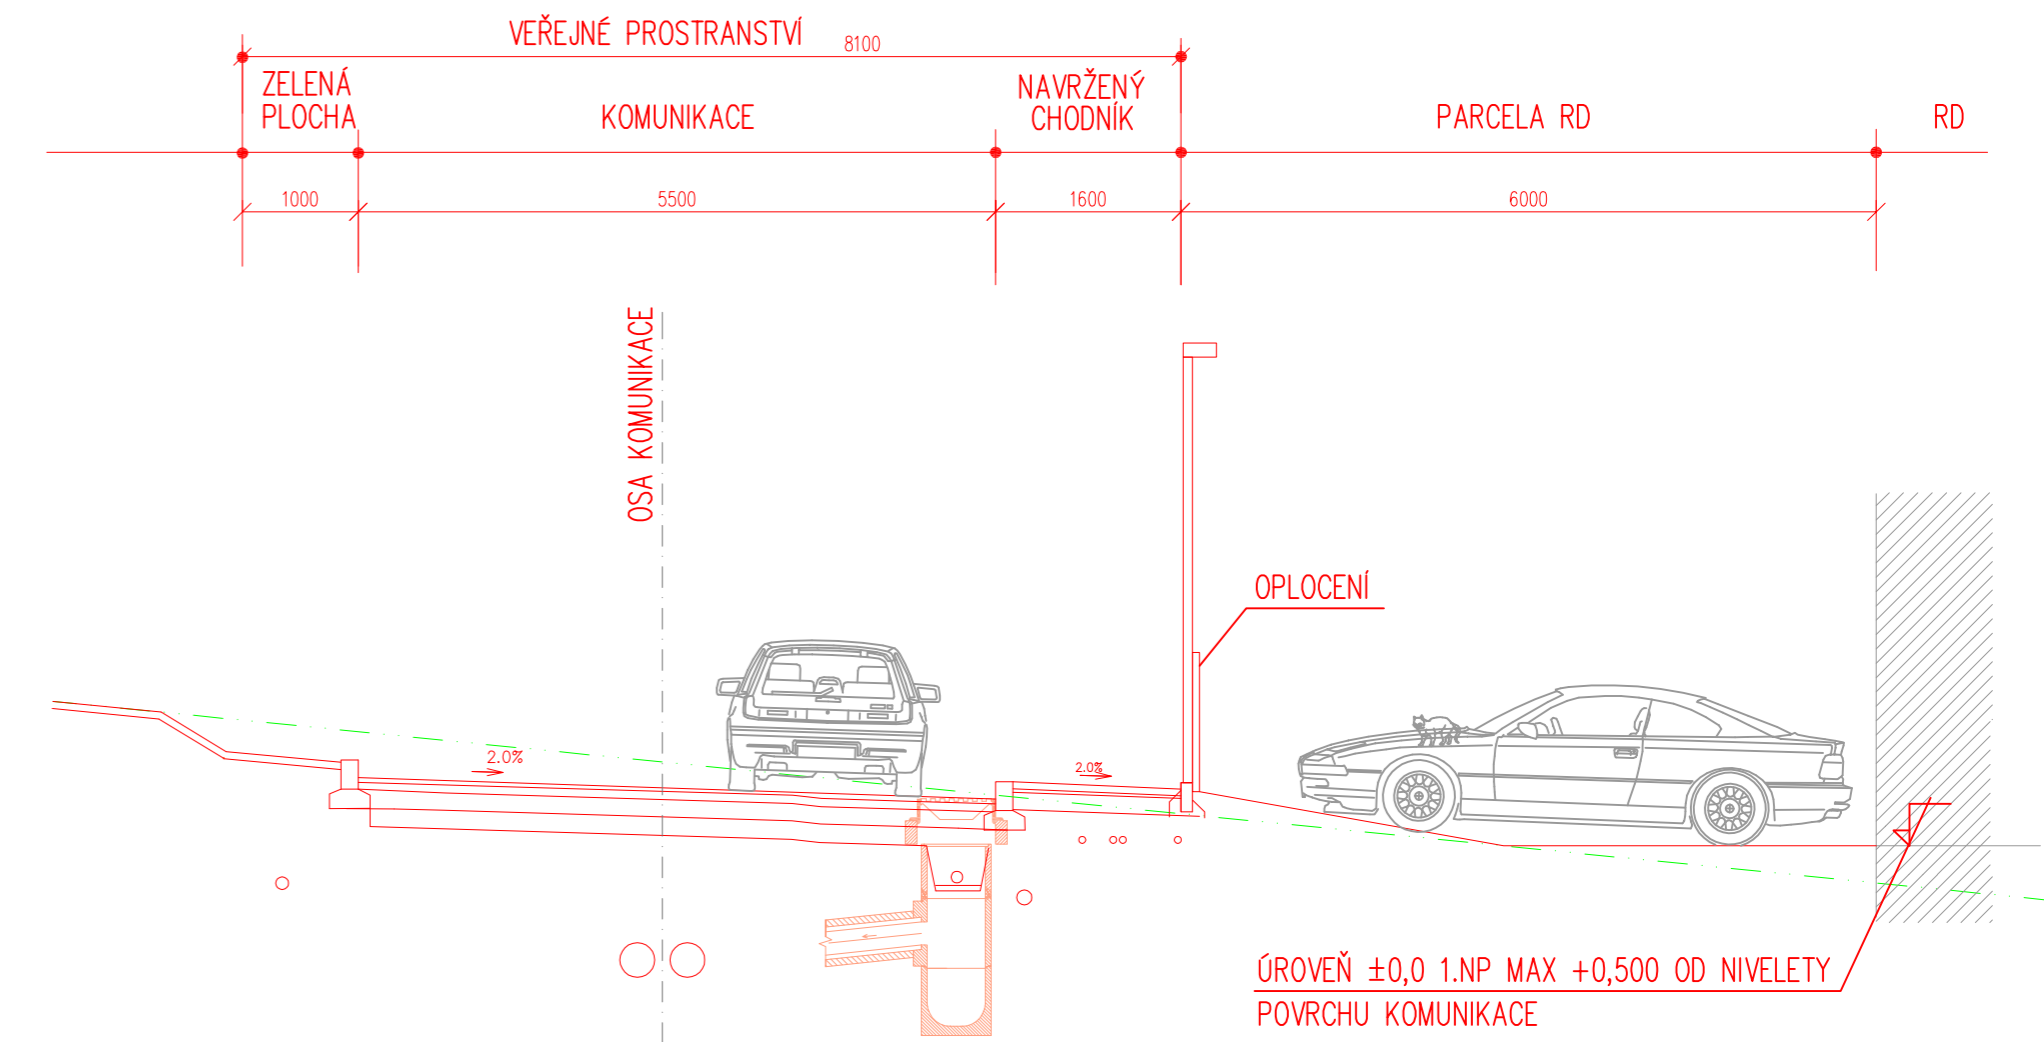 VEŘEJNÉ PROSTRANSTVÍ
8100
ZELENÁ
PLOCHA
KOMUNIKACE
NAVRŽENÝ
CHODNÍK
PARCELA RD
RD
1000
5500
1600
6000
OSA KOMUNIKACE
OPLOCENÍ
2.0%
2.0%
ÚROVEŇ ±0,0 1.NP MAX +0,500 OD NIVELETY
POVRCHU KOMUNIKACE